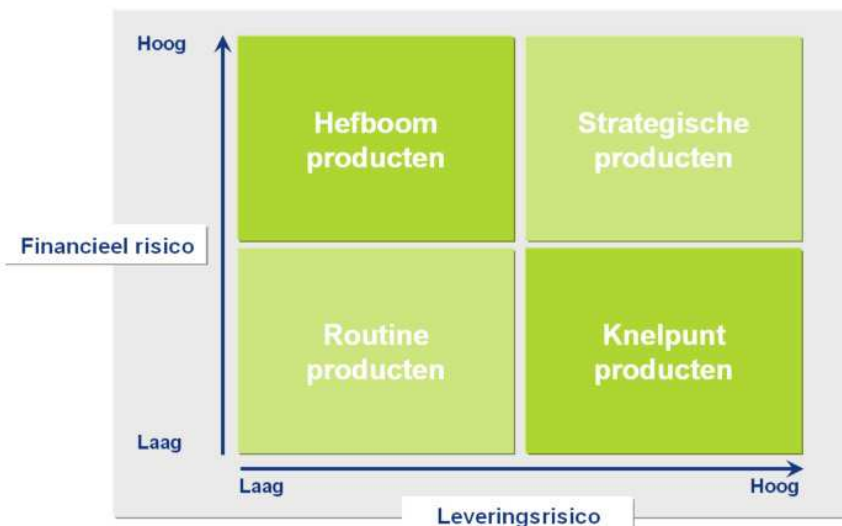 Hoog
Hefboom
producten
Strategische
producten
Financieel risico
Routine
producten
Knelpunt
producten
Laag
Laag
Hoog
Leveringsrisico